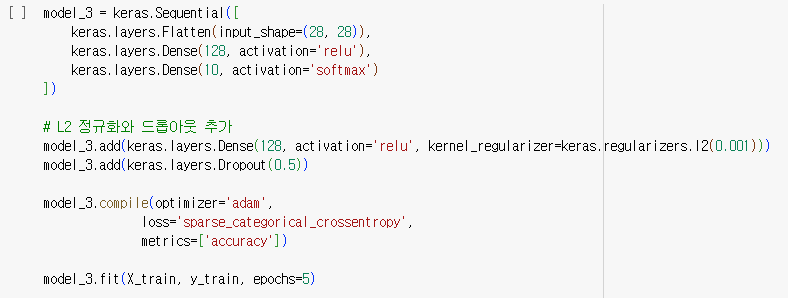 [ ] model_3 = keras.Sequential([
keras.layers.Flatten(input_shape=(28, 28)),
keras.layers.Dense(128, activation='relu'),
keras.layers.Dense(10, activation='softmax')
])
# L2 정규화와 드롭아웃 추가
model_3.add(keras.layers.Dense(128, activation='relu', kernel_regularizer=keras.regularizers.l2(0.001)))
model_3.add(keras.layers.Dropout(0.5))
model_3.compile(optimizer='adam',
loss='sparse_categorical_crossentropy',
metrics=['accuracy'])
model_3.fit(X_train, y_train, epochs=5)